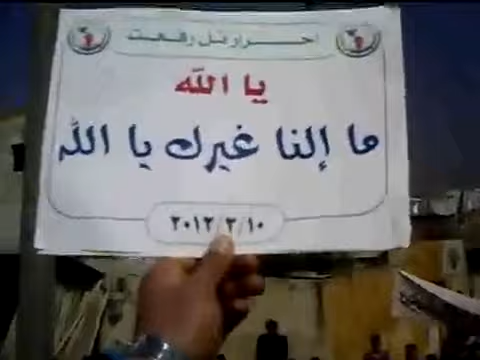 احرار تل رفعت
يا الله
ما إلنا غيرك يا الله
٢٠١٢/٢/١٠